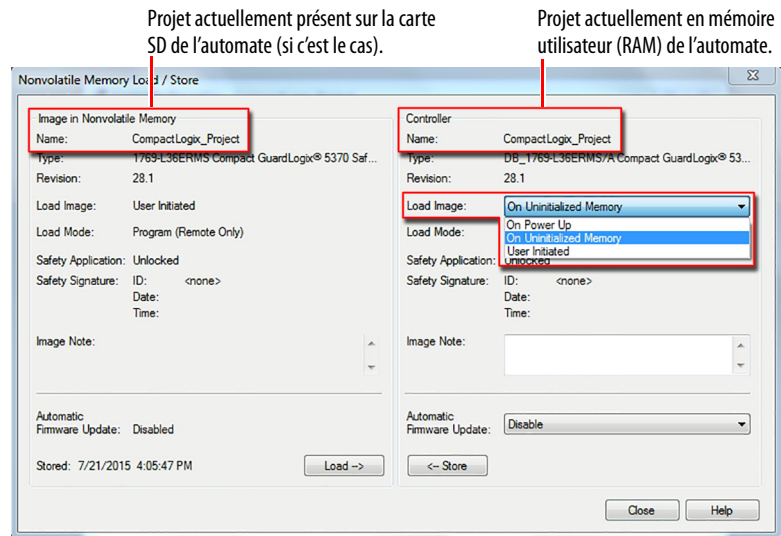 Projet actuellement présent sur la carte
SD de l’automate (si c’est le cas).
Projet actuellement en mémoire
utilisateur (RAM) de l’automate.
Nonvolatile Memory Load / Store
Image in Nonvolatile Memory
Name: CompactLogix_Project
Type: 1769-L36ERMS Compact GuardLogix® 5370 Saf...
Revision: 28.1
Load Image: User Initiated
Load Mode: Program (Remote Only)
Safety Application: Unlocked
Safety Signature: ID: <none>
Date:
Time:
Image Note:
Automatic
Firmware Update: Disabled
Stored: 7/21/2015 4:05:47 PM
Load -->
Controller
Name: CompactLogix_Project
Type: DB_1769-L36ERMS/A Compact GuardLogix® 53...
Revision: 28.1
Load Image: On Uninitialized Memory
On Power Up
On Uninitialized Memory
User Initiated
Load Mode:
Safety Application: Unlocked
Safety Signature: ID: <none>
Date:
Time:
Image Note:
Automatic
Firmware Update: Disable
<-- Store
Close
Help